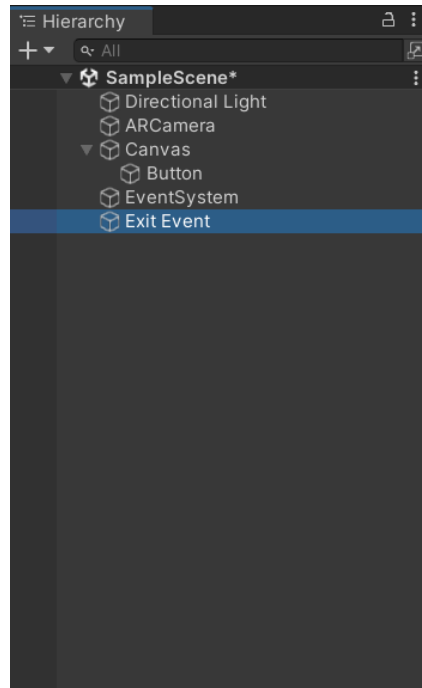 Hierarchy
All
SampleScene*
Directional Light
ARCamera
Canvas
Button
EventSystem
Exit Event